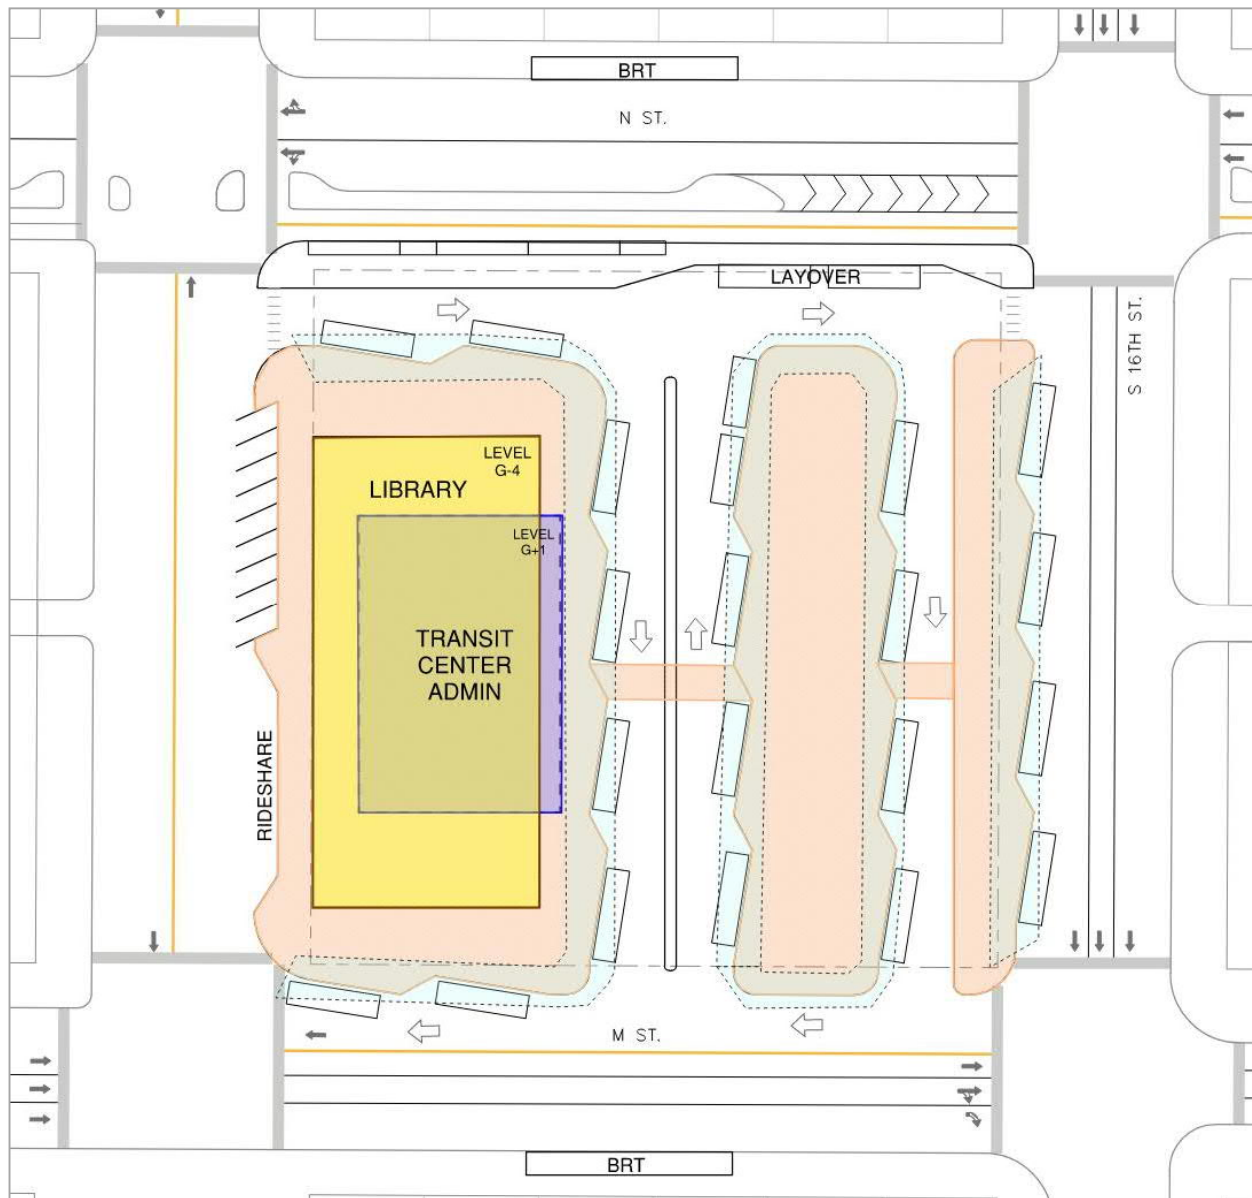 BRT
N ST.
LAYOVER
S 16TH ST.
LEVEL
G-4
LIBRARY
LEVEL
G+1
TRANSIT
CENTER
ADMIN
RIDESHARE
M ST.
BRT